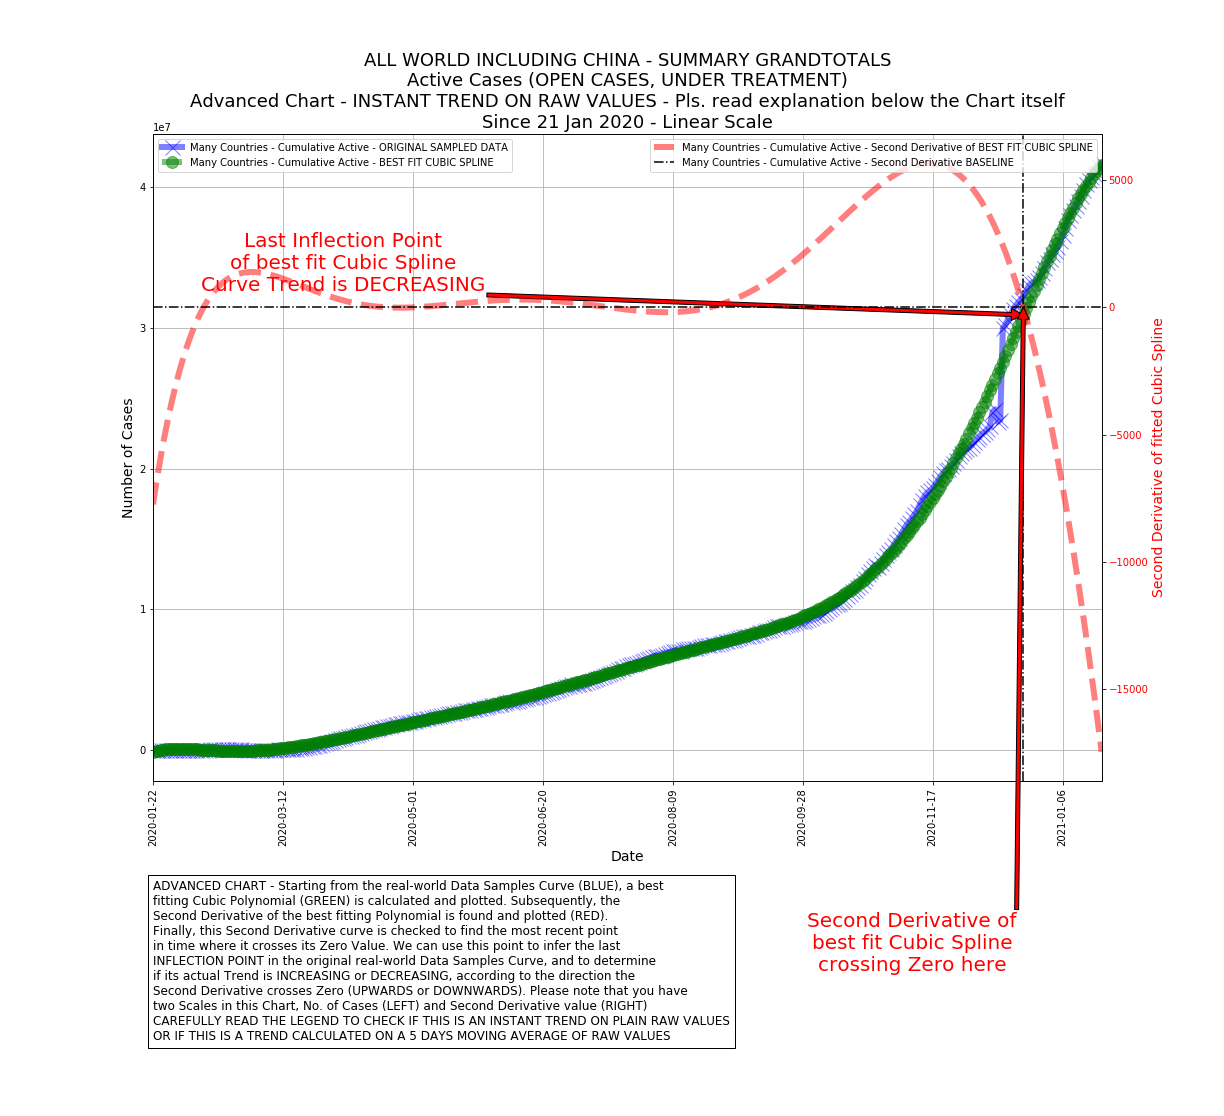 ALL WORLD INCLUDING CHINA - SUMMARY GRANDTOTALS
Active Cases (OPEN CASES, UNDER TREATMENT)
Advanced Chart - INSTANT TREND ON RAW VALUES - Pls. read explanation below the Chart itself
Since 21 Jan 2020 - Linear Scale
1e7
Many Countries - Cumulative Active - ORIGINAL SAMPLED DATA
Many Countries - Cumulative Active - BEST FIT CUBIC SPLINE
Many Countries - Cumulative Active - Second Derivative of BEST FIT CUBIC SPLINE
Many Countries - Cumulative Active - Second Derivative BASELINE
Last Inflection Point
of best fit Cubic Spline
Curve Trend is DECREASING
4
3
2
1
0
Number of Cases
5000
0
−5000
−10000
−15000
Second Derivative of fitted Cubic Spline
2020-01-22
2020-03-12
2020-05-01
2020-06-20
2020-08-09
2020-09-28
2020-11-17
2021-01-06
Date
ADVANCED CHART - Starting from the real-world Data Samples Curve (BLUE), a best
fitting Cubic Polynomial (GREEN) is calculated and plotted. Subsequently, the
Second Derivative of the best fitting Polynomial is found and plotted (RED).
Finally, this Second Derivative curve is checked to find the most recent point
in time where it crosses its Zero Value. We can use this point to infer the last
INFLECTION POINT in the original real-world Data Samples Curve, and to determine
if its actual Trend is INCREASING or DECREASING, according to the direction the
Second Derivative crosses Zero (UPWARDS or DOWNWARDS). Please note that you have
two Scales in this Chart, No. of Cases (LEFT) and Second Derivative value (RIGHT)
CAREFULLY READ THE LEGEND TO CHECK IF THIS IS AN INSTANT TREND ON PLAIN RAW VALUES
OR IF THIS IS A TREND CALCULATED ON A 5 DAYS MOVING AVERAGE OF RAW VALUES
Second Derivative of
best fit Cubic Spline
crossing Zero here